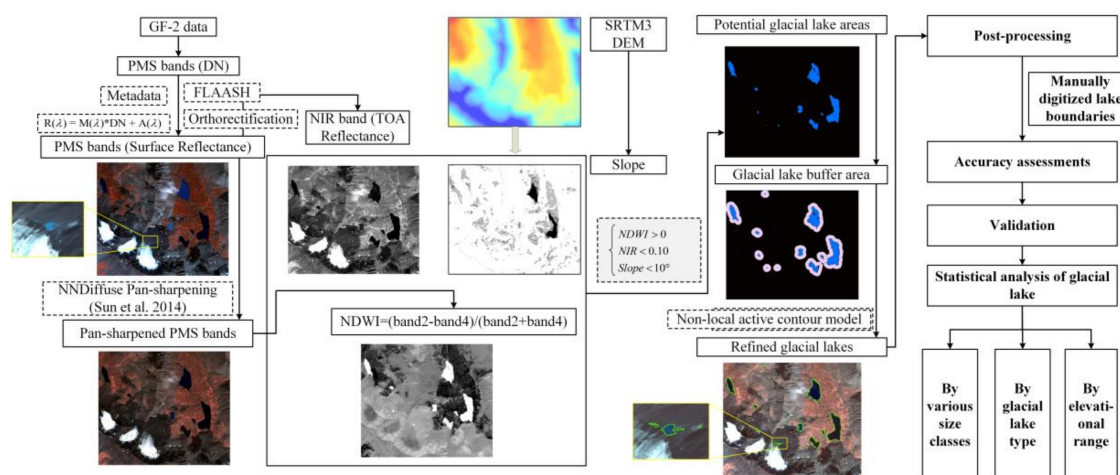 GF-2 data
PMS bands (DN)
Metadata
FLAASH
R(λ) = M(λ)*DN + A(λ)
Orthorectification
NIR band (TOA
Reflectance)
PMS bands (Surface Reflectance)
NNDiffuse Pan-sharpening
(Sun et al. 2014)
Pan-sharpened PMS bands
SRTM3
DEM
Slope
NDWI=(band2-band4)/(band2+band4)
NDWI > 0
NIR < 0.10
Slope < 10°
Potential glacial lake areas
Glacial lake buffer area
Non-local active contour model
Refined glacial lakes
Post-processing
Manually
digitized lake
boundaries
Accuracy assessments
Validation
Statistical analysis of glacial
lake
By
various
size
classes
By
glacial
lake
type
By
elevati-
onal
range